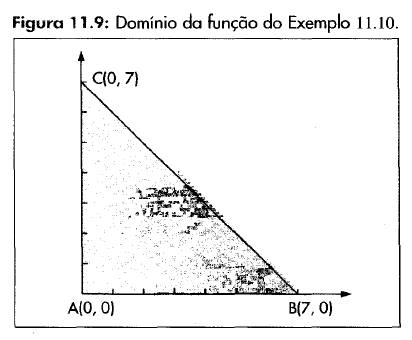 Figura 11.9: Domínio da função do Exemplo 11.10.
C(0, 7)
A(0, 0)
B(7, 0)